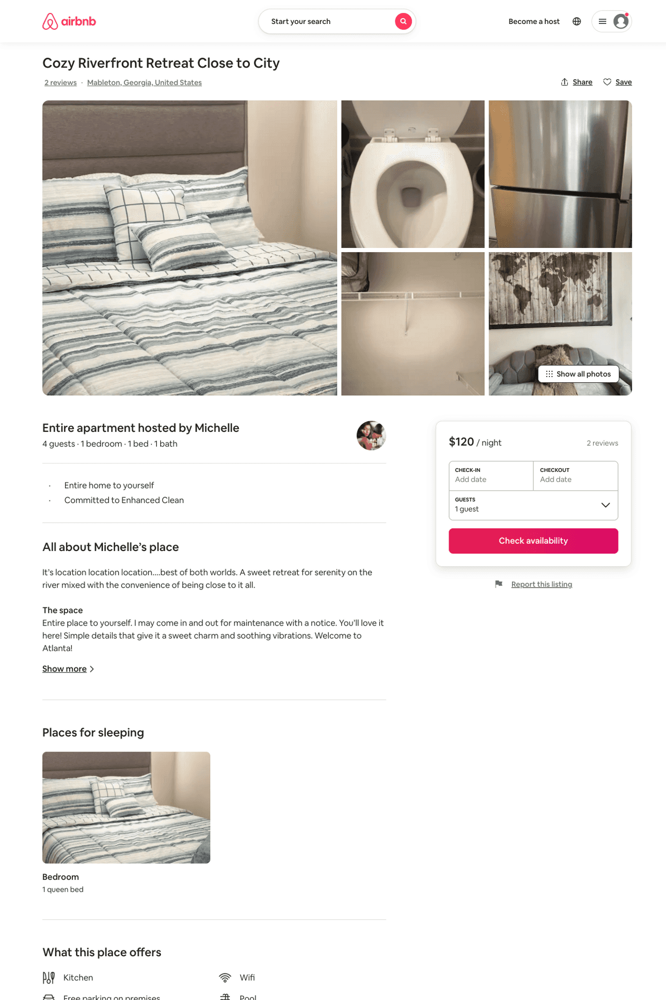 airbnb
Start your search
Become a host
Cozy Riverfront Retreat Close to City
2 reviews · Mableton, Georgia, United States
Share
Save
Show all photos
Entire apartment hosted by Michelle
4 guests · 1 bedroom · 1 bed · 1 bath
· Entire home to yourself
· Committed to Enhanced Clean
All about Michelle’s place
It’s location location location....best of both worlds. A sweet retreat for serenity on the
river mixed with the convenience of being close to it all.
The space
Entire place to yourself. I may come in and out for maintenance with a notice. You’ll love it
here! Simple details that give it a sweet charm and soothing vibrations. Welcome to
Atlanta!
Show more
$120 / night
2 reviews
CHECK-IN
Add date
CHECKOUT
Add date
GUESTS
1 guest
Check availability
Report this listing
Places for sleeping
Bedroom
1 queen bed
What this place offers
Kitchen
Wifi
Free parking on premises
Pool